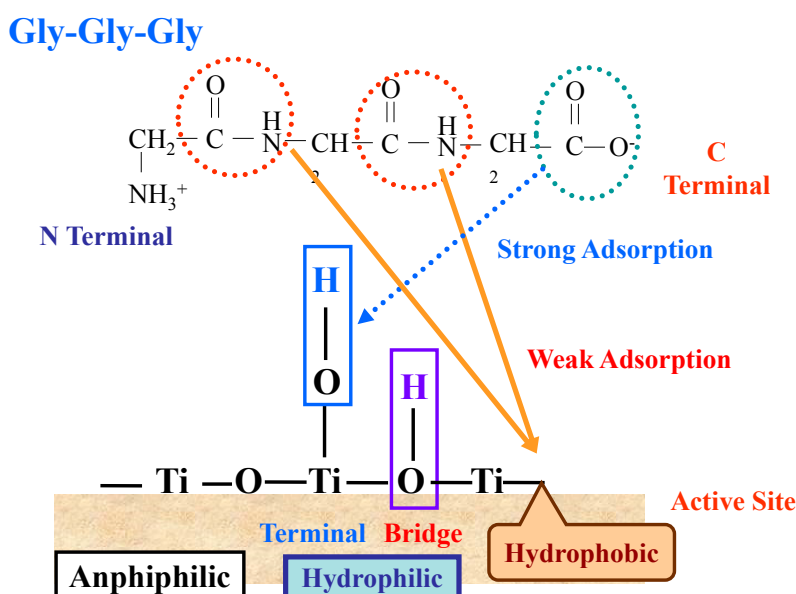 Gly-Gly-Gly
O O O
|| || ||
H H
CH2 – C – N – CH – C – N – CH – C – O-
2 2
NH3+
C
Terminal
N Terminal
Strong Adsorption
H
O
Weak Adsorption
H
— Ti — O — Ti — O — Ti —
Active Site
Terminal Bridge
Hydrophobic
Anphiphilic Hydrophilic